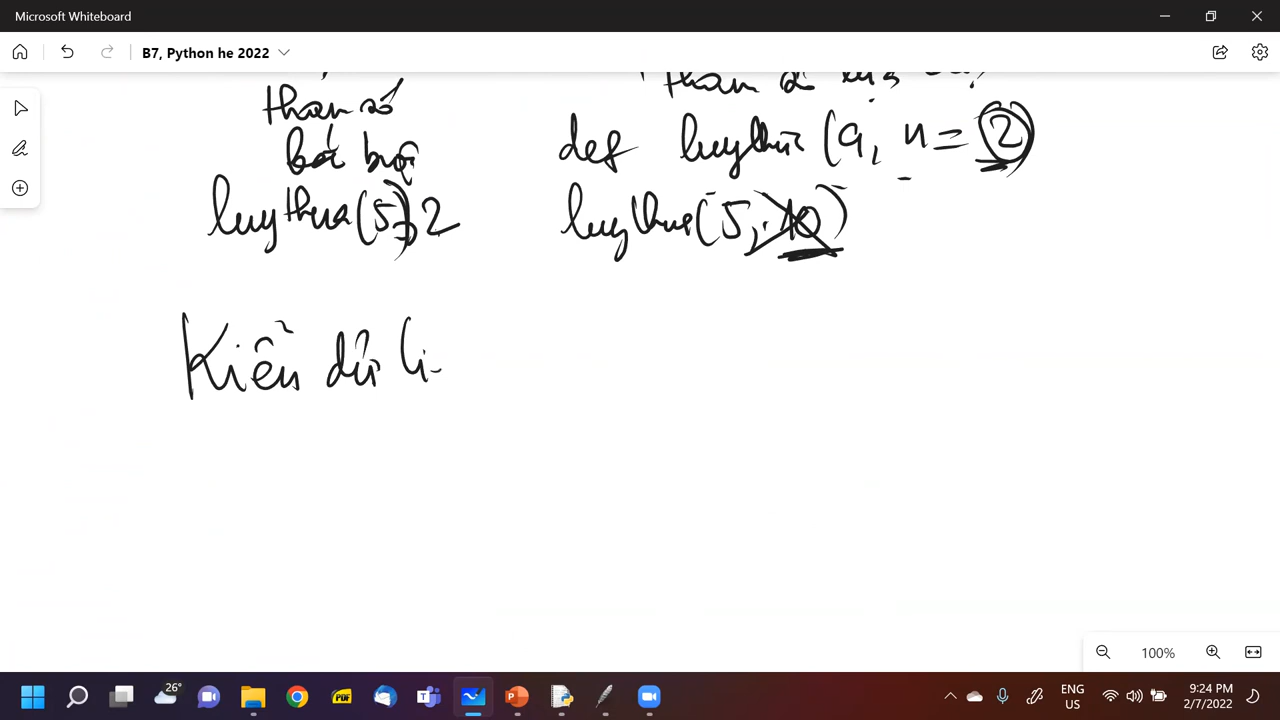 Microsoft Whiteboard
B7, Python he 2022
tham số
bắt buộc
def luythua (a, n = 2)
luythua(5) 2
luythua(5, 10)
Kiểu dữ li
100%
26°
ENG
US
9:24 PM
2/7/2022